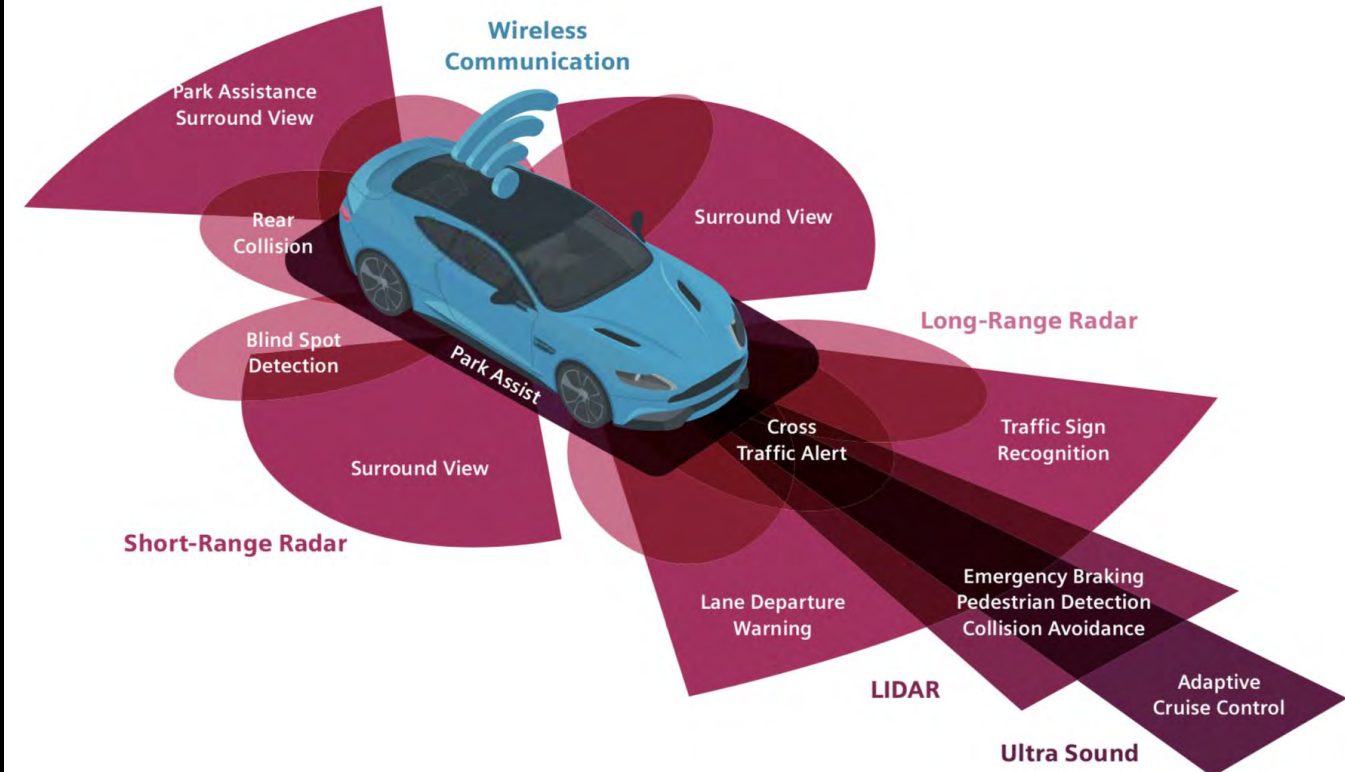 Wireless
Communication
Park Assistance
Surround View
Surround View
Rear
Collision
Long-Range Radar
Blind Spot
Detection
Park Assist
Cross
Traffic Alert
Traffic Sign
Recognition
Surround View
Short-Range Radar
Emergency Braking
Pedestrian Detection
Collision Avoidance
Lane Departure
Warning
LIDAR
Adaptive
Cruise Control
Ultra Sound